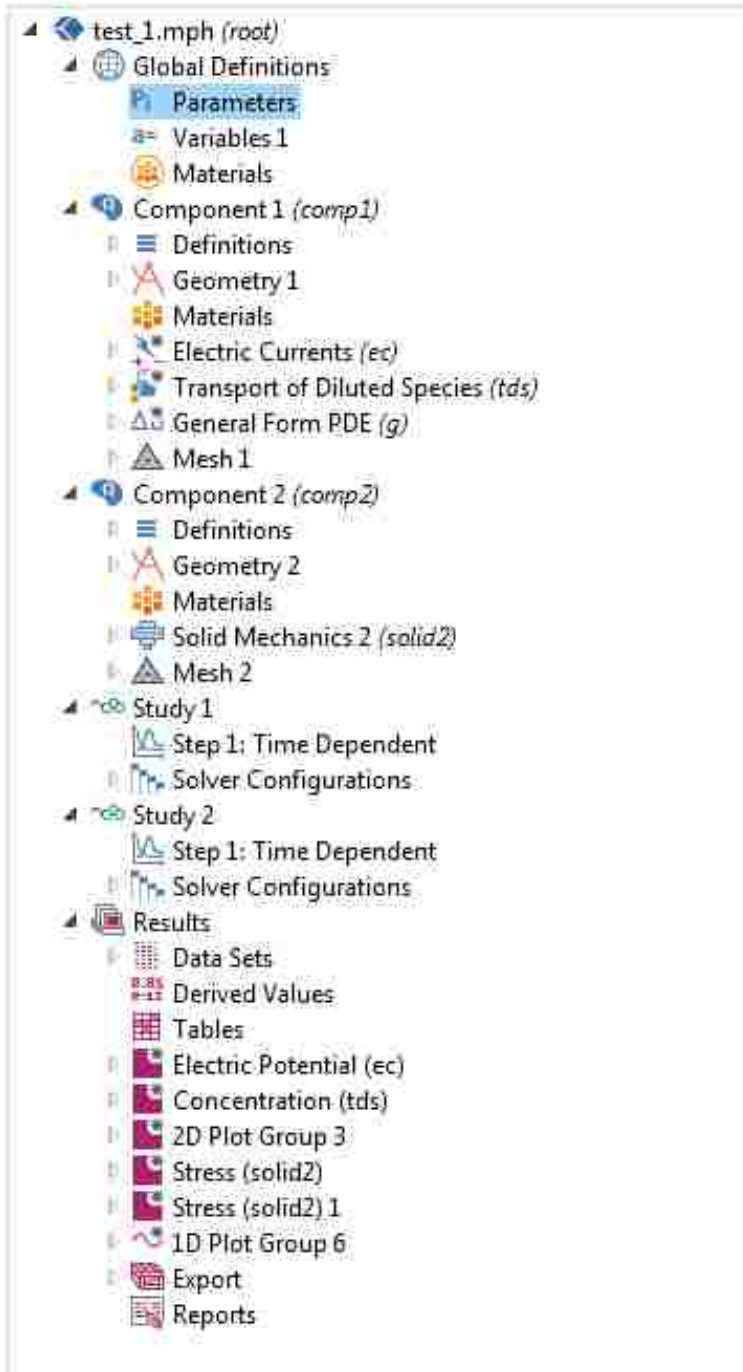 test_1.mph (root)
Global Definitions
Pi Parameters
a= Variables 1
Materials
Component 1 (comp1)
Definitions
Geometry 1
Materials
Electric Currents (ec)
Transport of Diluted Species (tds)
General Form PDE (g)
Mesh 1
Component 2 (comp2)
Definitions
Geometry 2
Materials
Solid Mechanics 2 (solid2)
Mesh 2
Study 1
Step 1: Time Dependent
Solver Configurations
Study 2
Step 1: Time Dependent
Solver Configurations
Results
Data Sets
Derived Values
Tables
Electric Potential (ec)
Concentration (tds)
2D Plot Group 3
Stress (solid2)
Stress (solid2) 1
1D Plot Group 6
Export
Reports